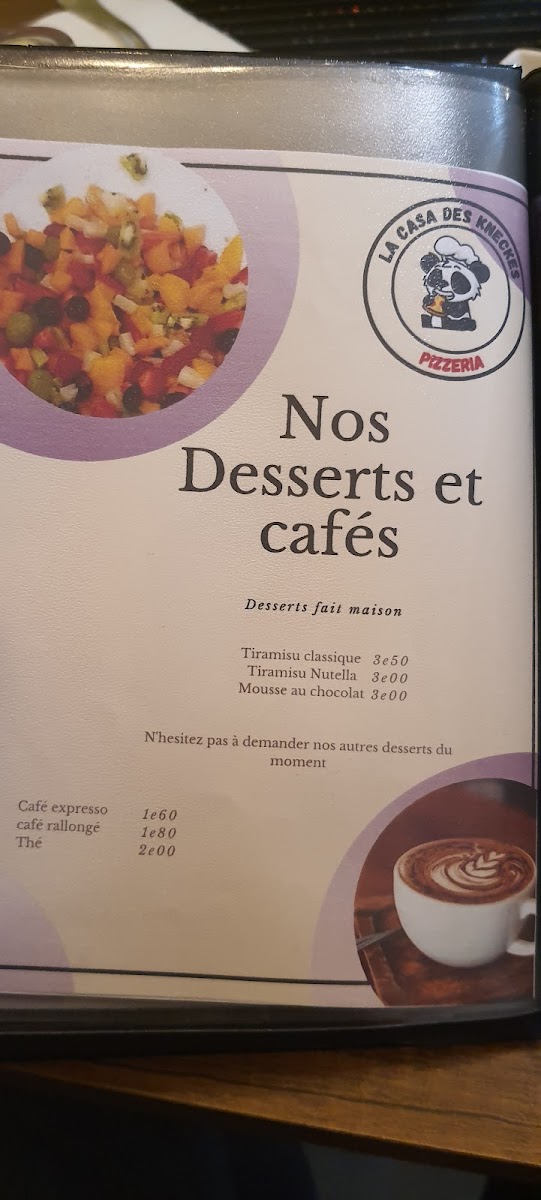 LA CASA DES KNECKES
PIZZERIA
Nos
Desserts et
cafés
Desserts fait maison
Tiramisu classique 3e50
Tiramisu Nutella 3e00
Mousse au chocolat 3e00
N'hesitez pas à demander nos autres desserts du
moment
Café expresso 1e60
café rallongé 1e80
Thé 2e00